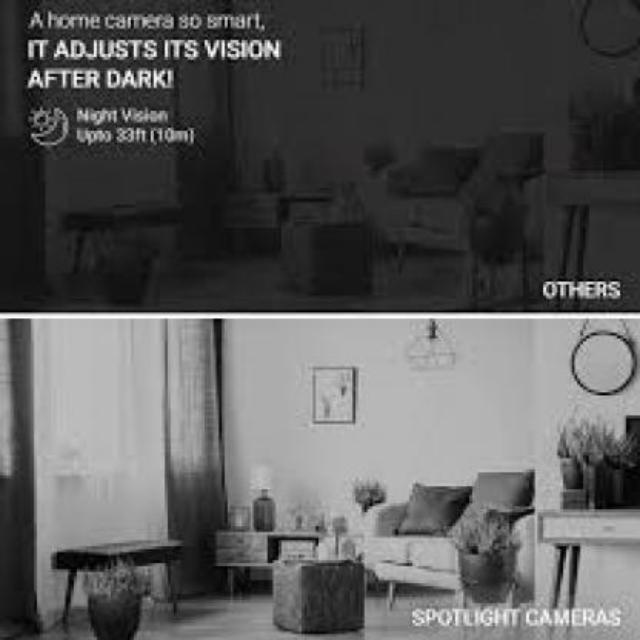 A home camera so smart,
IT ADJUSTS ITS VISION
AFTER DARK!
Night Vision
Upto 33ft (10m)
OTHERS
SPOTLIGHT CAMERAS